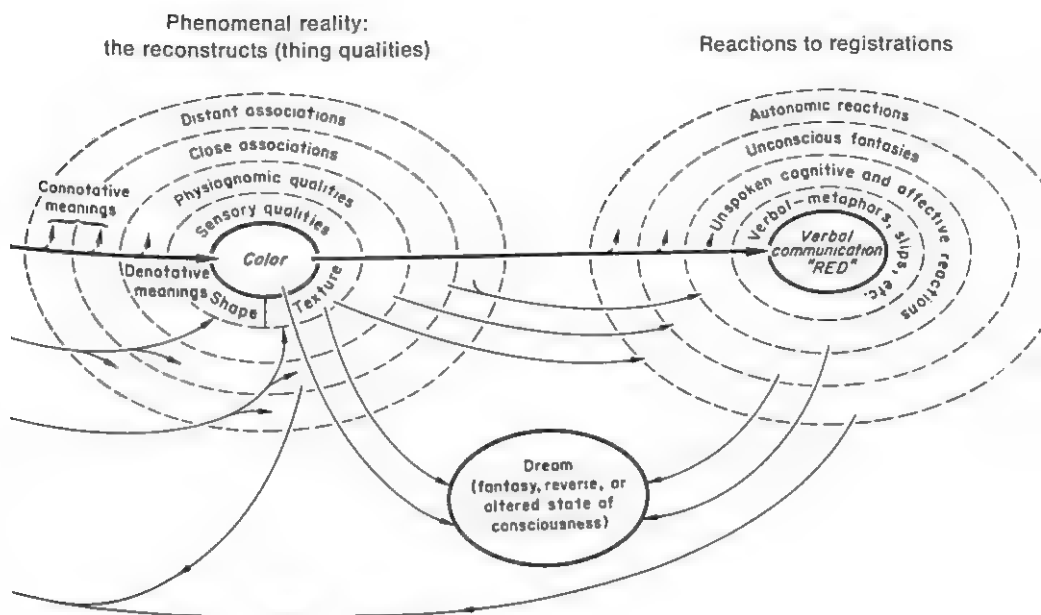 Phenomenal reality:
the reconstructs (thing qualities)
Reactions to registrations
Distant associations
Close associations
Physiognomic qualities
Sensory qualities
Connotative
meanings
Color
Denotative
meanings
Shape
Texture
Autonomic reactions
Unconscious fantasies
Unspoken cognitive and affective reactions
Verbal-metaphors, slips, etc.
Verbal
communication
"RED"
Dream
(fantasy, reverie, or
altered state of
consciousness)